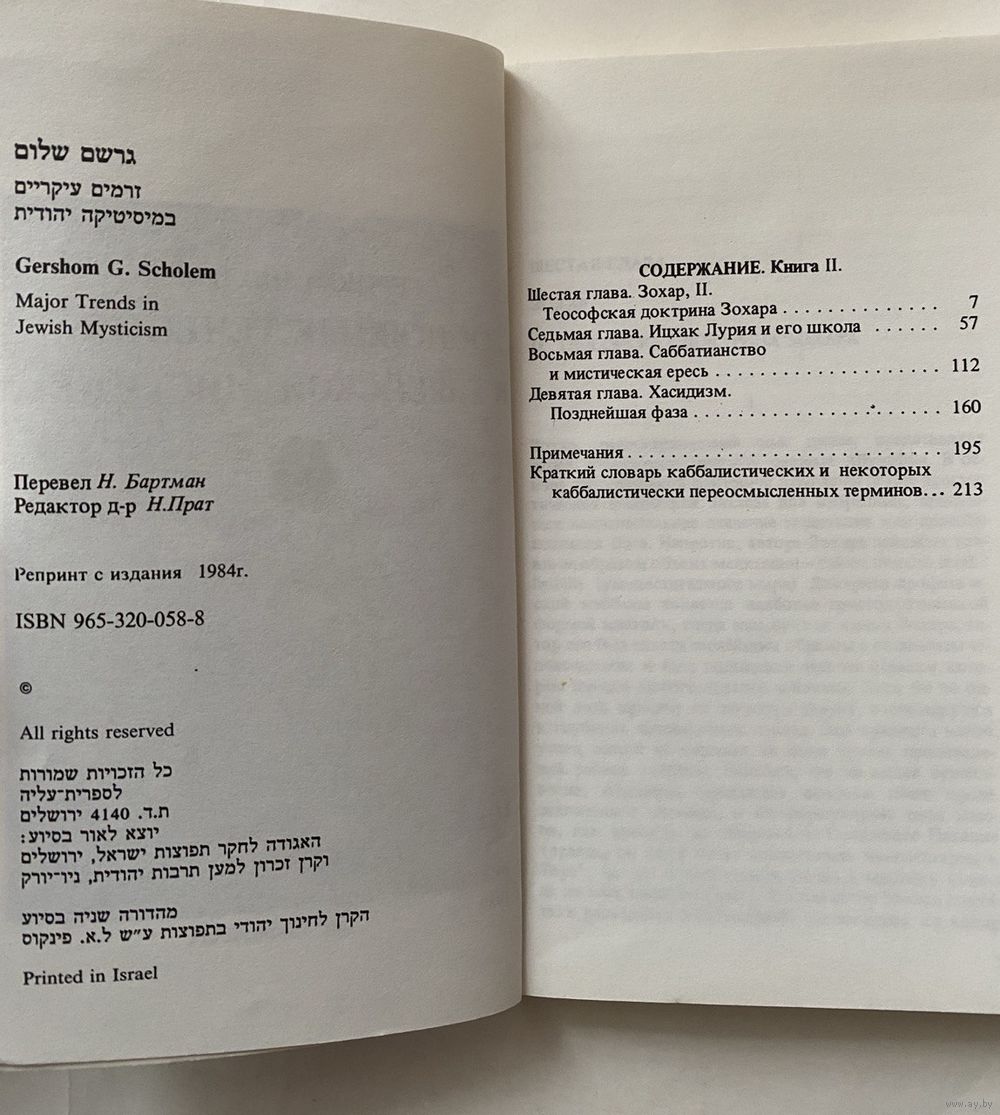 גרשם שלום
זרמים עיקריים
במיסטיקה יהודית
Gershom G. Scholem
Major Trends in
Jewish Mysticism
Перевел Н. Бартман
Редактор д-р Н.Прат
Репринт с издания 1984г.
ISBN 965-320-058-8
©
All rights reserved
כל הזכויות שמורות
לספרית־עליה
ת.ד. 4140 ירושלים
יוצא לאור בסיוע:
האגודה לחקר תפוצות ישראל, ירושלים
וקרן זכרון למען תרבות יהודית, ניו־יורק
מהדורה שניה בסיוע
הקרן לחינוך יהודי בתפוצות ע״ש ל.א. פינקוס
Printed in Israel
СОДЕРЖАНИЕ. Книга II.
Шестая глава. Зохар, II.
Теософская доктрина Зохара . . . . . . . . . . . . . . 7
Седьмая глава. Ицхак Лурия и его школа . . . . . . 57
Восьмая глава. Саббатианство
и мистическая ересь . . . . . . . . . . . . . . . . . . . . 112
Девятая глава. Хасидизм.
Позднейшая фаза . . . . . . . . . . . . . . . . . . . . . . 160
Примечания . . . . . . . . . . . . . . . . . . . . . . . . . . . . 195
Краткий словарь каббалистических и некоторых
каббалистически переосмысленных терминов... 213
www.ay.by